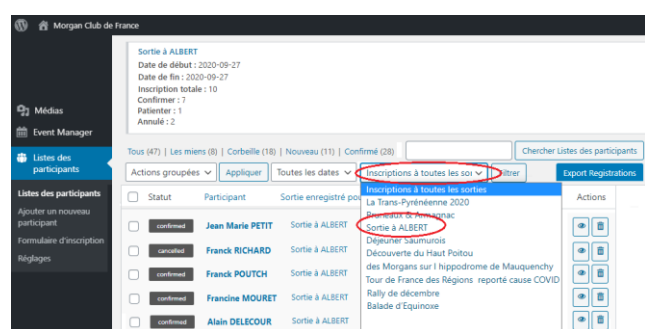 Morgan Club de France
Sortie à ALBERT
Date de début : 2020-09-27
Date de fin : 2020-09-27
Inscription totale : 10
Confirmer : 7
Patienter : 1
Annulé : 2
Médias
Event Manager
Listes des participants
Tous (47) | Les miens (8) | Corbeille (18) | Nouveau (11) | Confirmé (28)
Chercher Listes des participants
Actions groupées
Appliquer
Toutes les dates
Inscriptions à toutes les sor
Filtrer
Export Registrations
Inscriptions à toutes les sorties
La Trans-Pyrénéenne 2020
Pruneaux & Armagnac
Sortie à ALBERT
Déjeuner Saumurois
Découverte du Haut Poitou
des Morgans sur l hippodrome de Mauquenchy
Tour de France des Régions reporté cause COVID
Rally de décembre
Balade d'Equinoxe
Listes des participants
Ajouter un nouveau
participant
Formulaire d'inscription
Réglages
Statut Participant Sortie enregistré pou Actions
confirmed Jean Marie PETIT Sortie à ALBERT
cancelled Franck RICHARD Sortie à ALBERT
confirmed Franck POUTCH Sortie à ALBERT
confirmed Francine MOURET Sortie à ALBERT
confirmed Alain DELECOUR Sortie à ALBERT